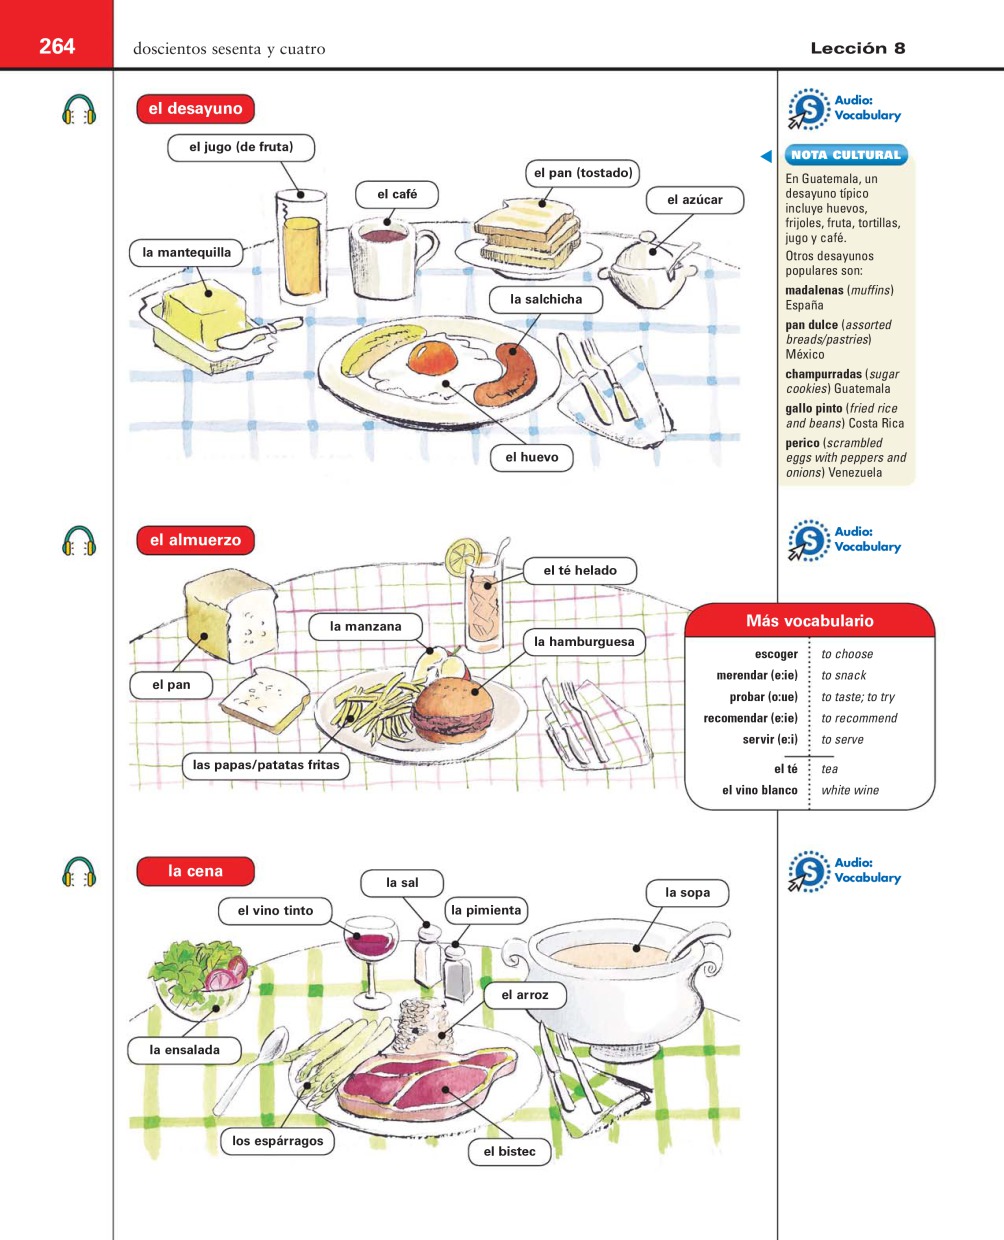 264
doscientos sesenta y cuatro
Lección 8
el desayuno
el jugo (de fruta)
el café
el pan (tostado)
el azúcar
la mantequilla
la salchicha
el huevo
Audio:
Vocabulary
NOTA CULTURAL
En Guatemala, un
desayuno típico
incluye huevos,
frijoles, fruta, tortillas,
jugo y café.
Otros desayunos
populares son:
madalenas (muffins)
España
pan dulce (assorted
breads/pastries)
México
champurradas (sugar
cookies) Guatemala
gallo pinto (fried rice
and beans) Costa Rica
perico (scrambled
eggs with peppers and
onions) Venezuela
el almuerzo
el té helado
la manzana
la hamburguesa
el pan
las papas/patatas fritas
Audio:
Vocabulary
Más vocabulario
escoger to choose
merendar (e:ie) to snack
probar (o:ue) to taste; to try
recomendar (e:ie) to recommend
servir (e:i) to serve
el té tea
el vino blanco white wine
la cena
la sal
el vino tinto
la pimienta
la sopa
el arroz
la ensalada
los espárragos
el bistec
Audio:
Vocabulary